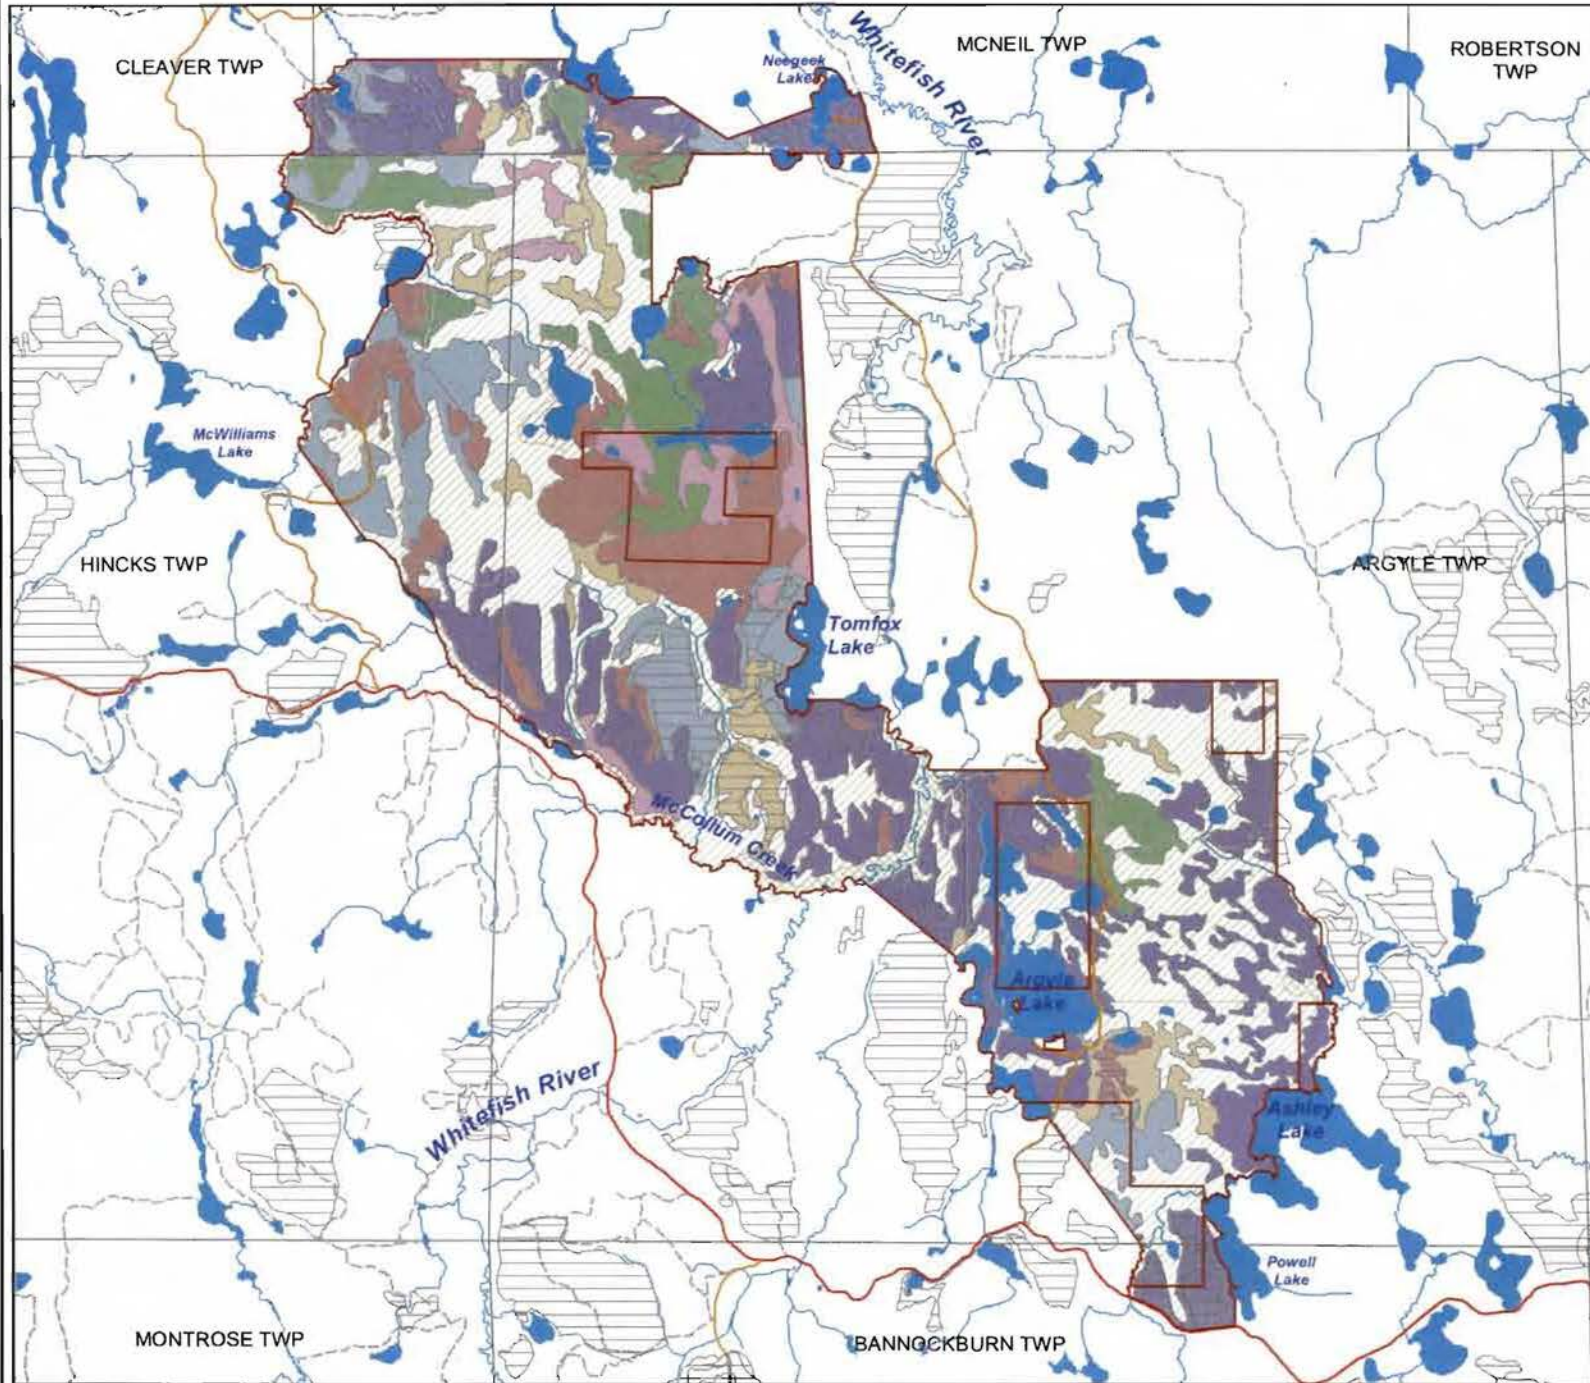 CLEAVER TWP
Neegeek
Lake
Whitefish River
MCNEIL TWP
ROBERTSON
TWP
McWilliams
Lake
HINCKS TWP
Tomfox
Lake
ARGYLE TWP
McCollum Creek
Argyle
Lake
Whitefish River
Ashley
Lake
Powell
Lake
MONTROSE TWP
BANNOCKBURN TWP